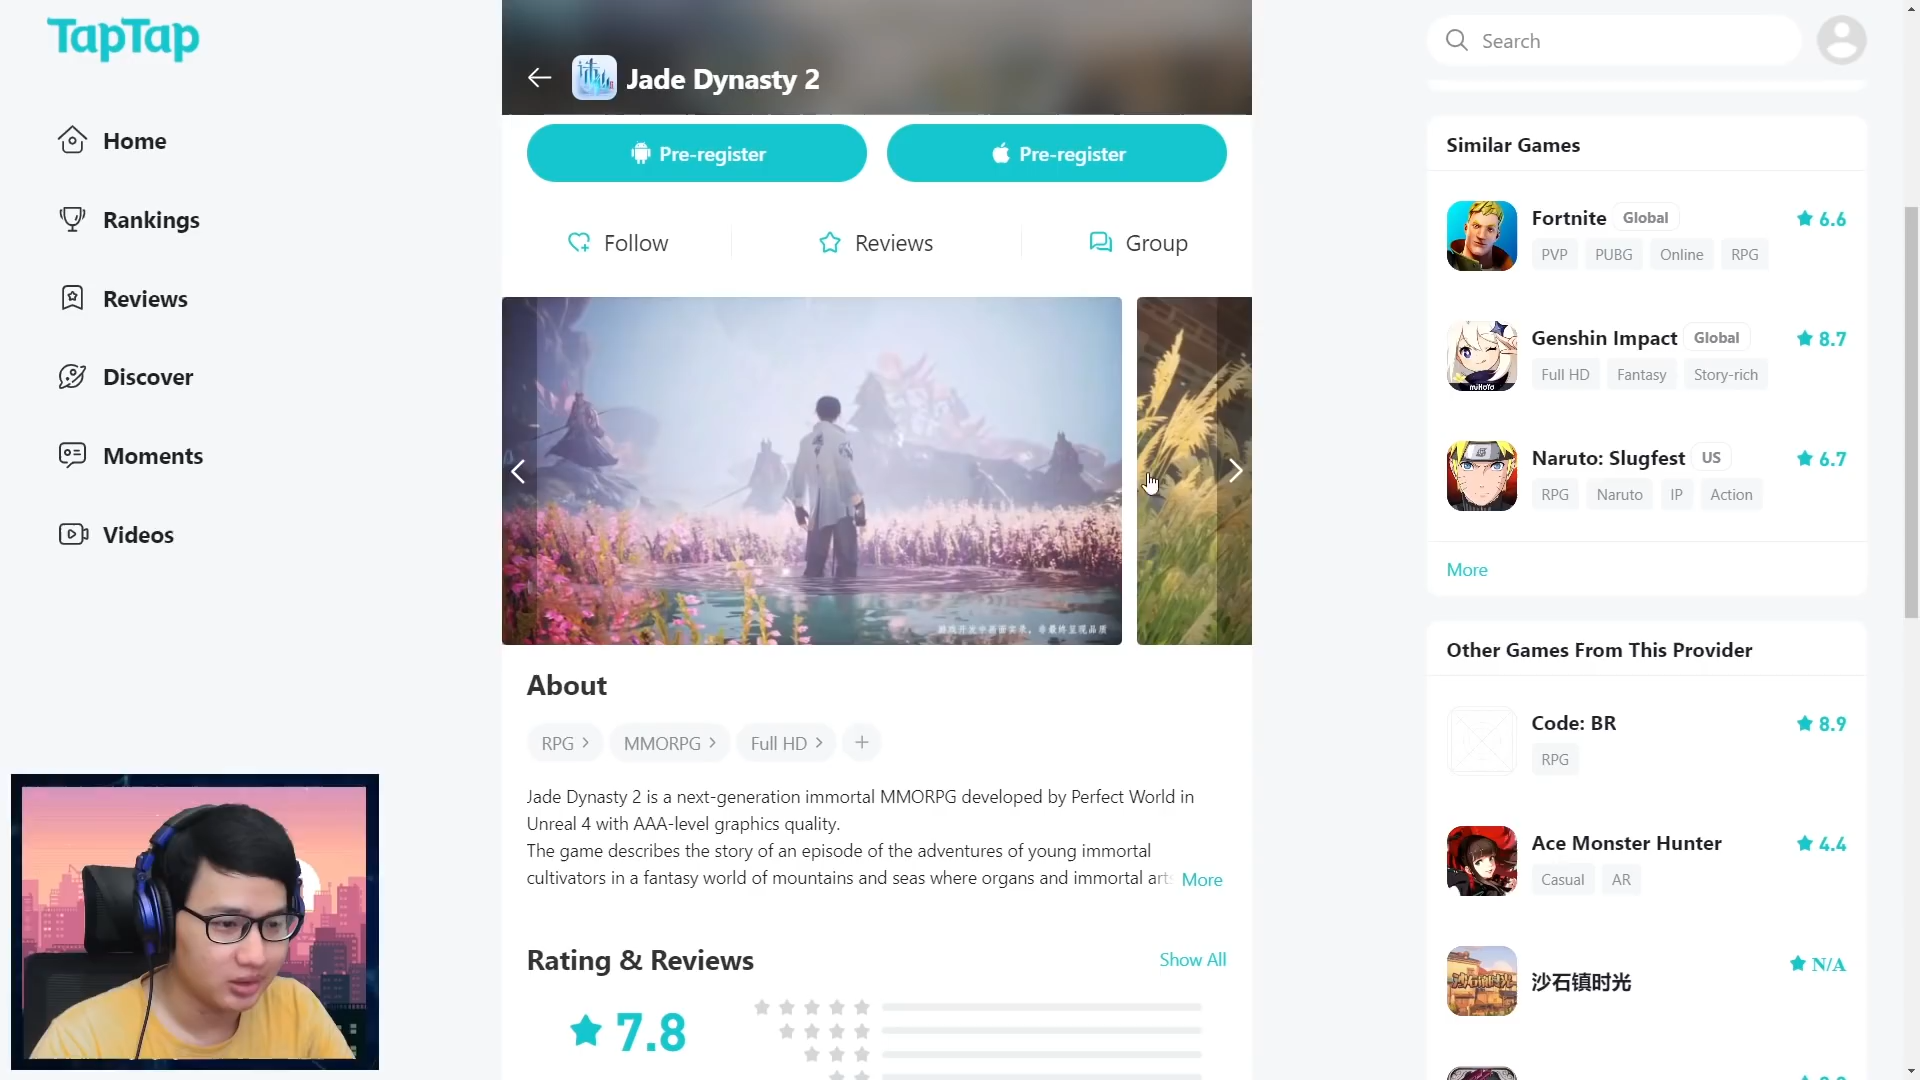 TapTap
Home
Rankings
Reviews
Discover
Moments
Videos
Jade Dynasty 2
Pre-register
Pre-register
Follow
Reviews
Group
About
RPG
MMORPG
Full HD
Jade Dynasty 2 is a next-generation immortal MMORPG developed by Perfect World in
Unreal 4 with AAA-level graphics quality.
The game describes the story of an episode of the adventures of young immortal
cultivators in a fantasy world of mountains and seas where organs and immortal arts More
Rating & Reviews
Show All
7.8
Search
Similar Games
Fortnite Global 6.6
PVP PUBG Online RPG
Genshin Impact Global 8.7
Full HD Fantasy Story-rich
miHoYo
Naruto: Slugfest US 6.7
RPG Naruto IP Action
More
Other Games From This Provider
Code: BR 8.9
RPG
Ace Monster Hunter 4.4
Casual AR
沙石镇时光 N/A